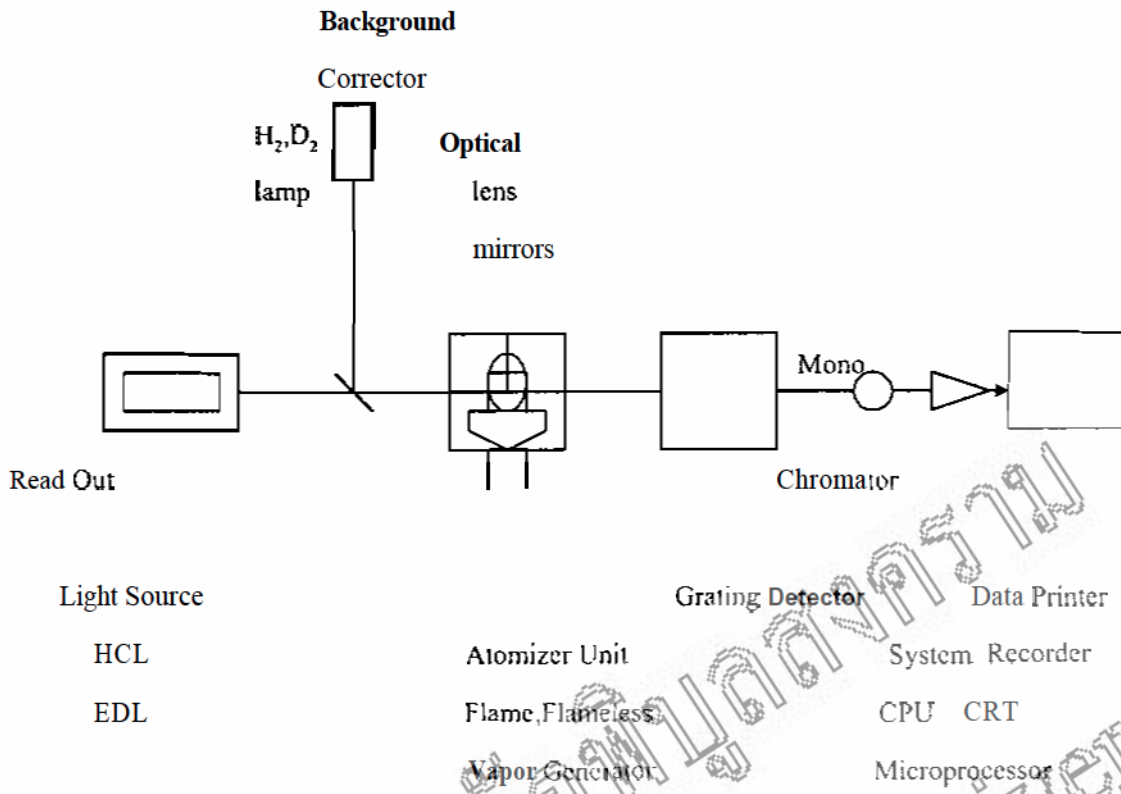 Background
Corrector
H₂,D₂
lamp
Optical
lens
mirrors
Mono
Read Out
Chromator
Light Source
Grating Detector
Data Printer
HCL
Atomizer Unit
System Recorder
EDL
Flame,Flameless
CPU CRT
Vapor Generator
Microprocessor